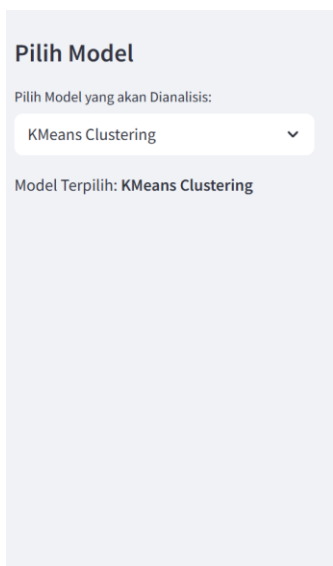 Pilih Model
Pilih Model yang akan Dianalisis:
KMeans Clustering
Model Terpilih: KMeans Clustering